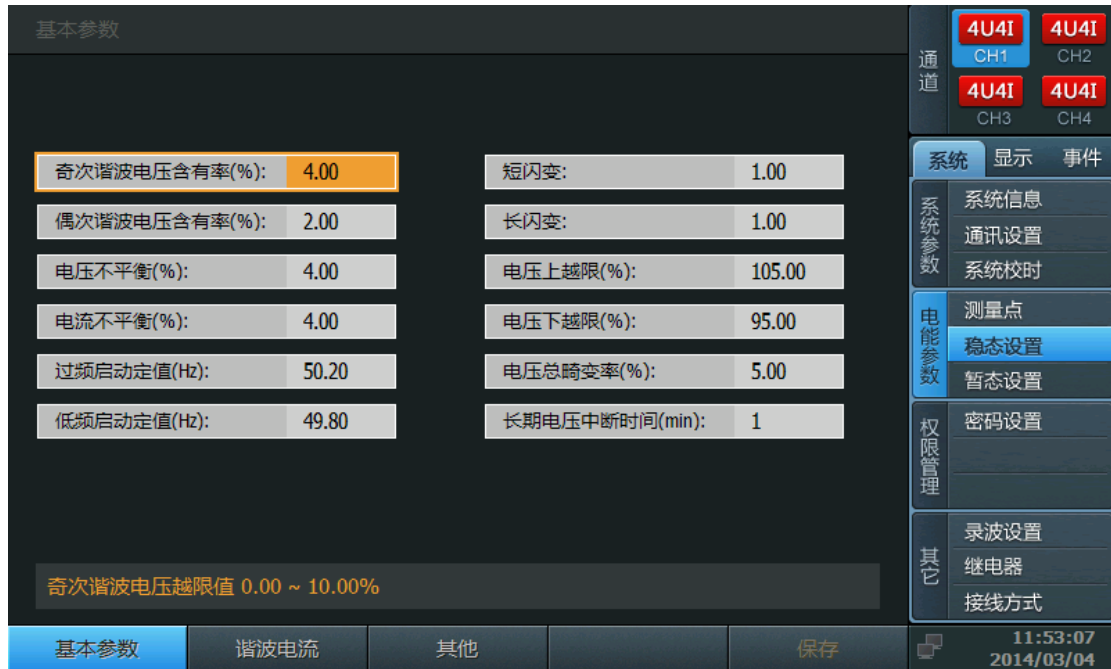 基本参数
奇次谐波电压含有率(%): 4.00
偶次谐波电压含有率(%): 2.00
电压不平衡(%): 4.00
电流不平衡(%): 4.00
过频启动定值(Hz): 50.20
低频启动定值(Hz): 49.80
短闪变: 1.00
长闪变: 1.00
电压上越限(%): 105.00
电压下越限(%): 95.00
电压总畸变率(%): 5.00
长期电压中断时间(min): 1
奇次谐波电压越限值 0.00 ~ 10.00%
基本参数 谐波电流 其他 保存
通道
4U4I 4U4I
CH1 CH2
4U4I 4U4I
CH3 CH4
系统 显示 事件
系统参数
系统信息
通讯设置
系统校时
电能参数
测量点
稳态设置
暂态设置
权限管理
密码设置
其它
录波设置
继电器
接线方式
11:53:07
2014/03/04